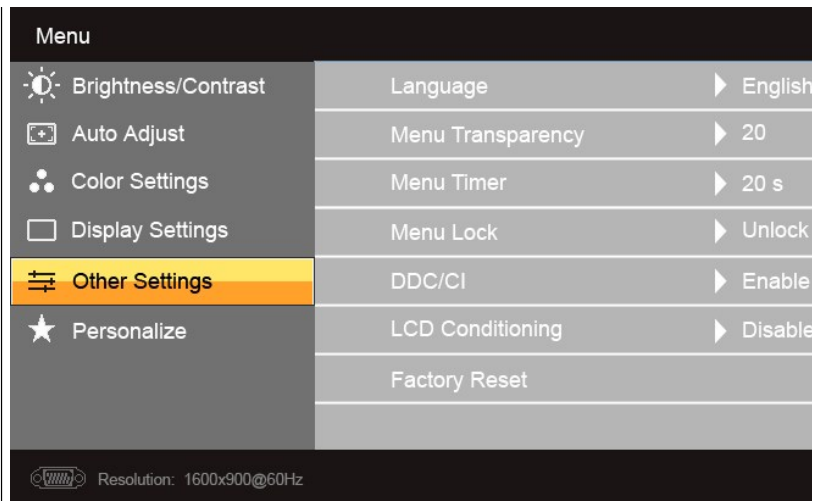 Menu
Brightness/Contrast
Auto Adjust
Color Settings
Display Settings
Other Settings
Personalize
Language English
Menu Transparency 20
Menu Timer 20 s
Menu Lock Unlock
DDC/CI Enable
LCD Conditioning Disable
Factory Reset
Resolution: 1600x900@60Hz